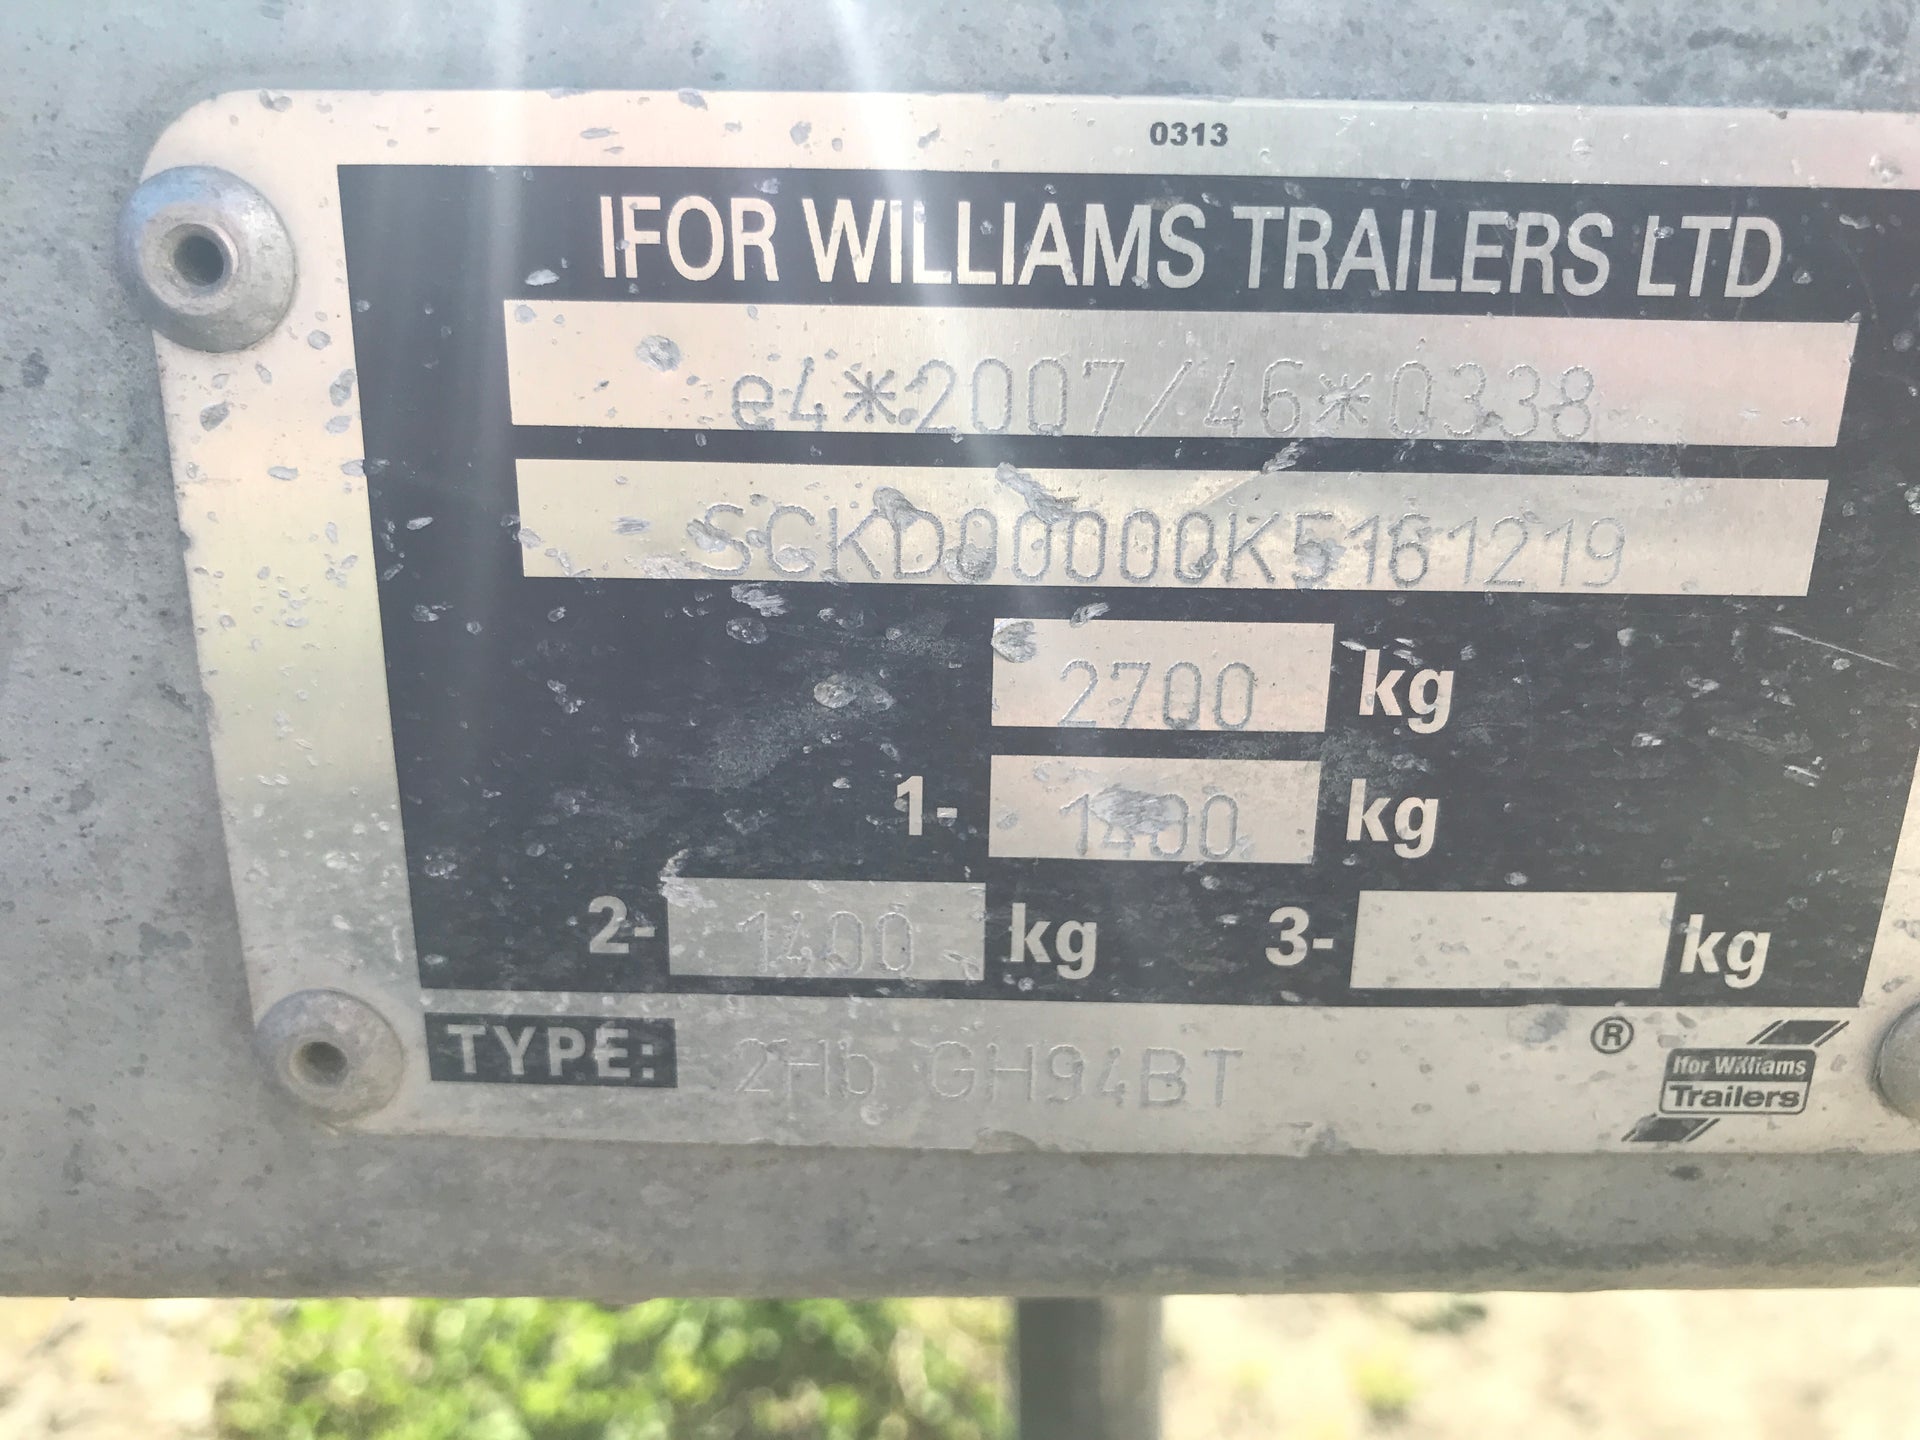 0313
IFOR WILLIAMS TRAILERS LTD
e4*2007/46*0338
SCKD00000K5161219
2700 kg
1- 1400 kg
2- 1400 kg 3- kg
TYPE: 2Hb GH94BT
®
Ifor Williams
Trailers